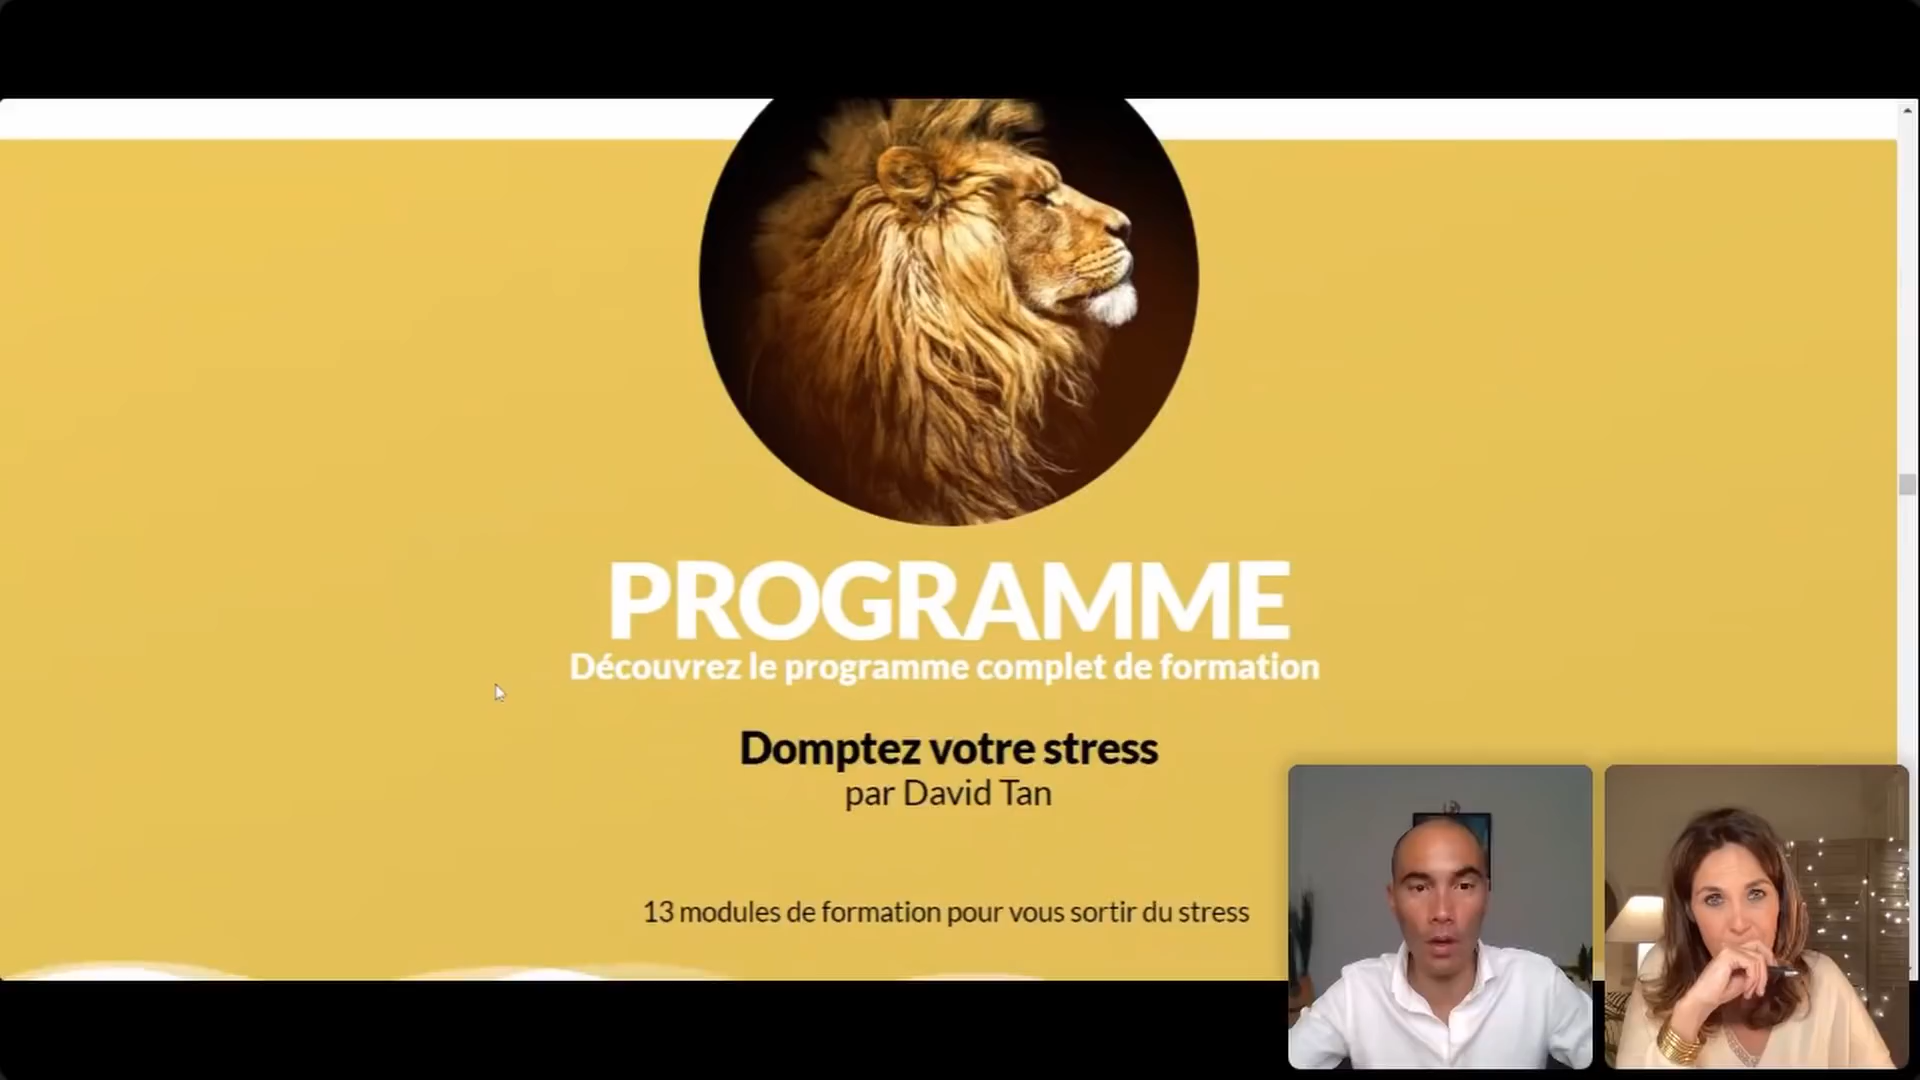 PROGRAMME
Découvrez le programme complet de formation
Domptez votre stress
par David Tan
13 modules de formation pour vous sortir du stress